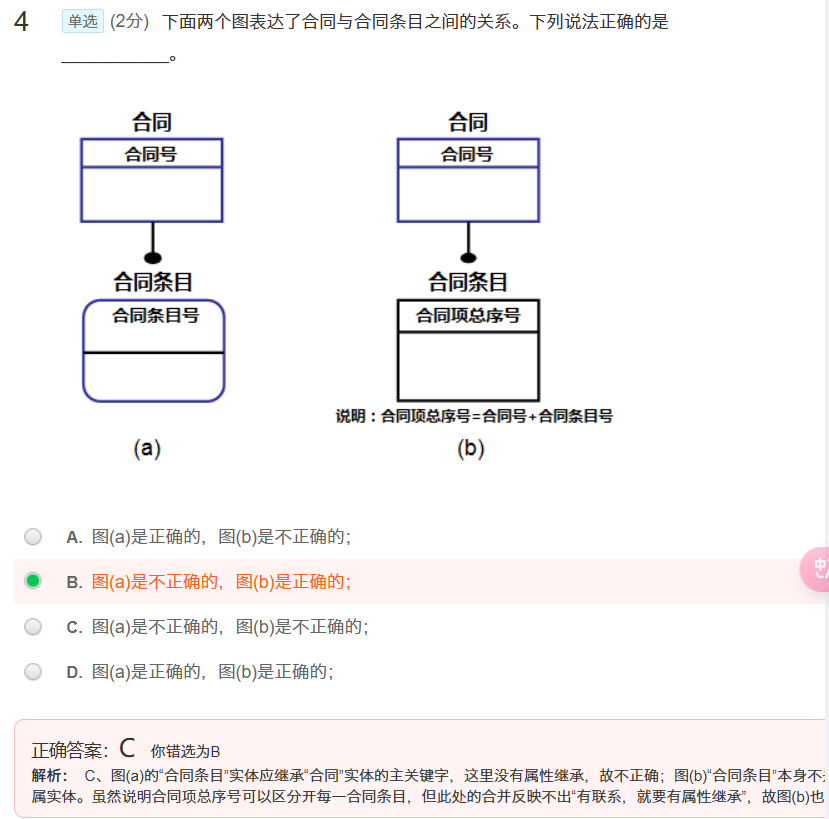 4 单选 (2分) 下面两个图表达了合同与合同条目之间的关系。下列说法正确的是
____________。
合同 合同
合同号 合同号
合同条目 合同条目
合同条目号 合同项总序号
说明：合同项总序号=合同号+合同条目号
(a) (b)
A. 图(a)是正确的，图(b)是不正确的；
B. 图(a)是不正确的，图(b)是正确的；
C. 图(a)是不正确的，图(b)是不正确的；
D. 图(a)是正确的，图(b)是正确的；
正确答案：C 你错选为B
解析： C、图(a)的“合同条目”实体应继承“合同”实体的主关键字，这里没有属性继承，故不正确；图(b)“合同条目”本身不
属实体。虽然说明合同项总序号可以区分开每一合同条目，但此处的合并反映不出“有联系，就要有属性继承”，故图(b)也